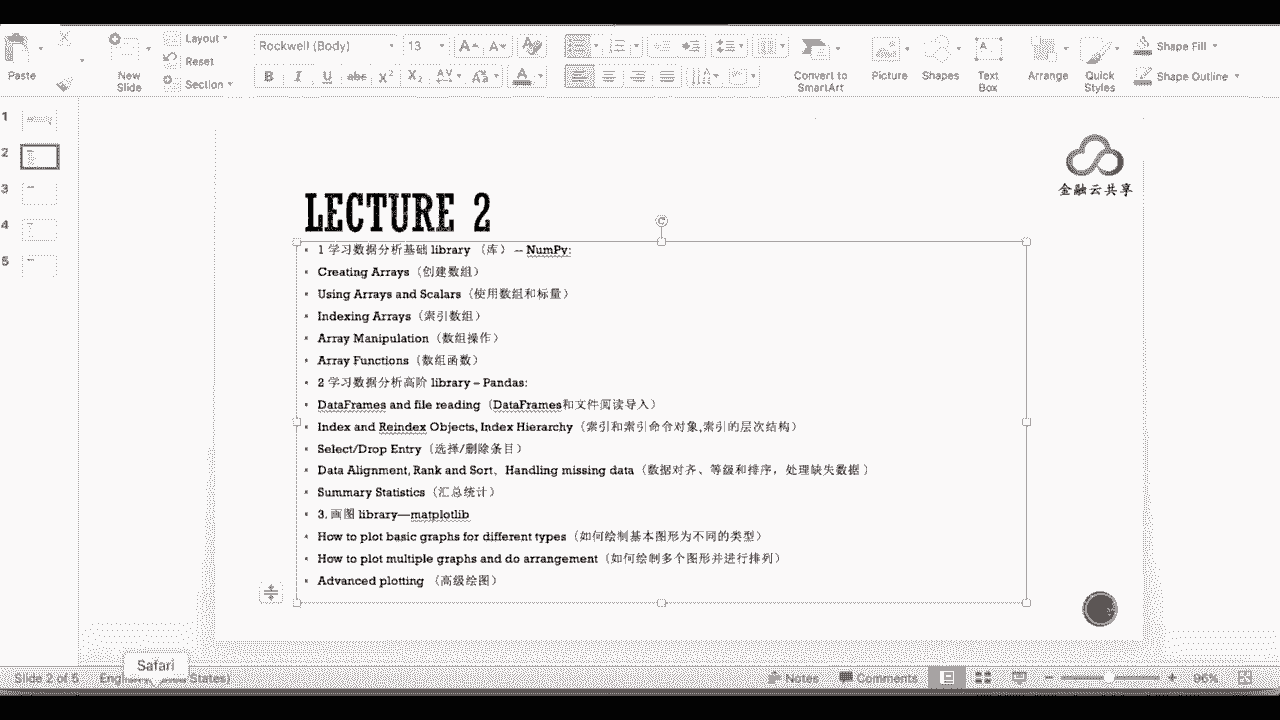 Layout
Reset
Section
Paste
New
Slide
Rockwell (Body)
13
Convert to
SmartArt
Picture
Shapes
Text
Box
Arrange
Quick
Styles
Shape Fill
Shape Outline
1
2
3
4
5
金融云共享
LECTURE 2
1 学习数据分析基础 library （库） – NumPy:
Creating Arrays（创建数组）
Using Arrays and Scalars（使用数组和标量）
Indexing Arrays（索引数组）
Array Manipulation（数组操作）
Array Functions（数组函数）
2 学习数据分析高阶 library – Pandas:
DataFrames and file reading（DataFrames和文件阅读导入）
Index and Reindex Objects, Index Hierarchy（索引和索引命令对象,索引的层次结构）
Select/Drop Entry（选择/删除条目）
Data Alignment, Rank and Sort、Handling missing data（数据对齐、等级和排序，处理缺失数据）
Summary Statistics（汇总统计）
3. 画图 library—matplotlib
How to plot basic graphs for different types（如何绘制基本图形为不同的类型）
How to plot multiple graphs and do arrangement（如何绘制多个图形并进行排列）
Advanced plotting （高级绘图）
Safari
Slide 2 of 5
Notes
Comments
96%